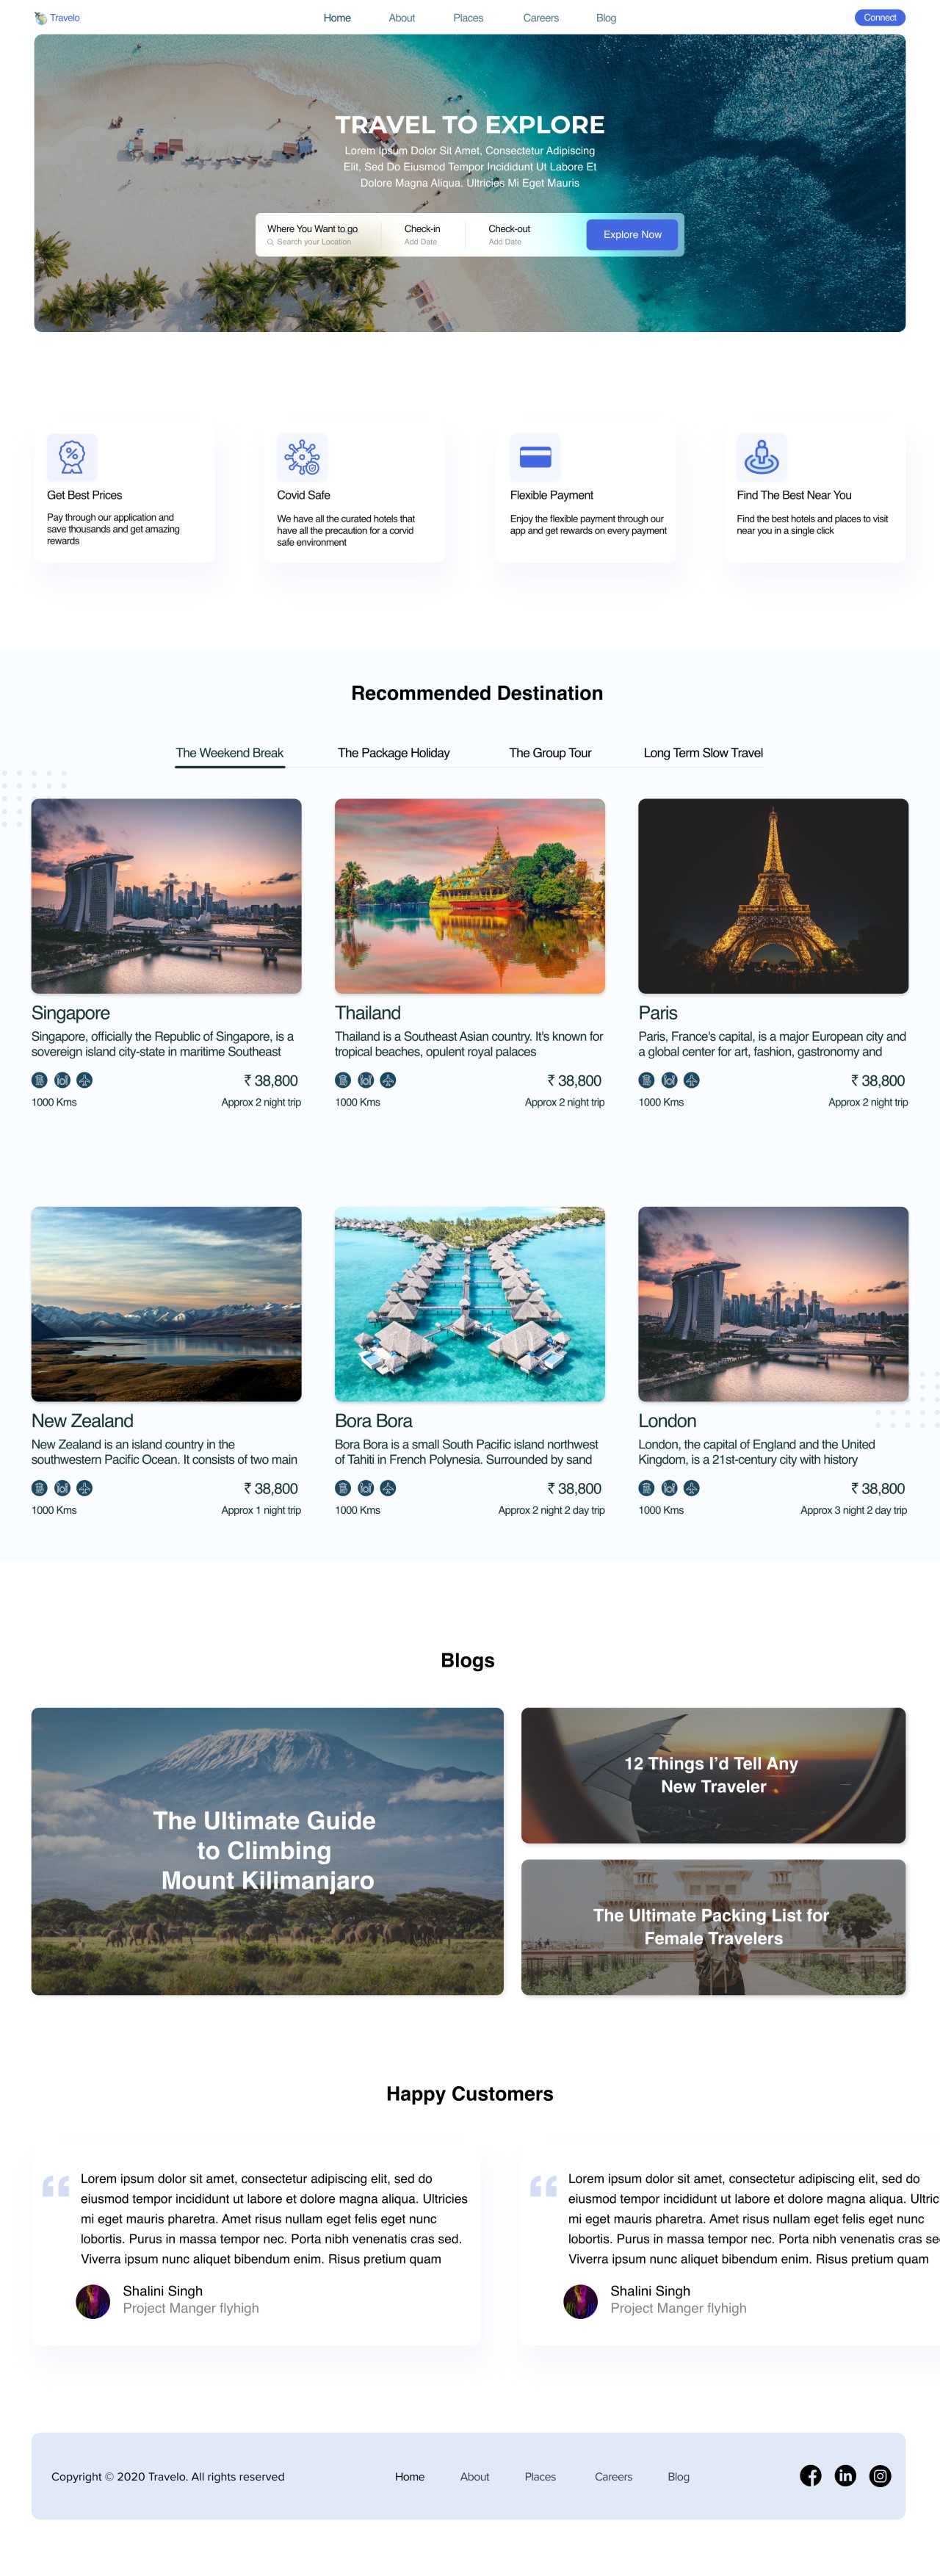 Travelo
Home About Places Careers Blog
Connect
TRAVEL TO EXPLORE
Lorem Ipsum Dolor Sit Amet, Consectetur Adipiscing
Elit, Sed Do Eiusmod Tempor Incididunt Ut Labore Et
Dolore Magna Aliqua. Ultricies Mi Eget Mauris
Where You Want to go
Search your Location
Check-in
Add Date
Check-out
Add Date
Explore Now
%
Get Best Prices
Pay through our application and
save thousands and get amazing
rewards
Covid Safe
We have all the curated hotels that
have all the precaution for a corvid
safe environment
Flexible Payment
Enjoy the flexible payment through our
app and get rewards on every payment
Find The Best Near You
Find the best hotels and places to visit
near you in a single click
Recommended Destination
The Weekend Break
The Package Holiday
The Group Tour
Long Term Slow Travel
Singapore
Singapore, officially the Republic of Singapore, is a
sovereign island city-state in maritime Southeast
₹ 38,800
1000 Kms
Approx 2 night trip
Thailand
Thailand is a Southeast Asian country. It's known for
tropical beaches, opulent royal palaces
₹ 38,800
1000 Kms
Approx 2 night trip
Paris
Paris, France's capital, is a major European city and
a global center for art, fashion, gastronomy and
₹ 38,800
1000 Kms
Approx 2 night trip
New Zealand
New Zealand is an island country in the
southwestern Pacific Ocean. It consists of two main
₹ 38,800
1000 Kms
Approx 1 night trip
Bora Bora
Bora Bora is a small South Pacific island northwest
of Tahiti in French Polynesia. Surrounded by sand
₹ 38,800
1000 Kms
Approx 2 night 2 day trip
London
London, the capital of England and the United
Kingdom, is a 21st-century city with history
₹ 38,800
1000 Kms
Approx 3 night 2 day trip
Blogs
The Ultimate Guide
to Climbing
Mount Kilimanjaro
12 Things I'd Tell Any
New Traveler
The Ultimate Packing List for
Female Travelers
Happy Customers
“
Lorem ipsum dolor sit amet, consectetur adipiscing elit, sed do
eiusmod tempor incididunt ut labore et dolore magna aliqua. Ultricies
mi eget mauris pharetra. Amet risus nullam eget felis eget nunc
lobortis. Purus in massa tempor nec. Porta nibh venenatis cras sed.
Viverra ipsum nunc aliquet bibendum enim. Risus pretium quam
Shalini Singh
Project Manger flyhigh
“
Lorem ipsum dolor sit amet, consectetur adipiscing elit, sed do
eiusmod tempor incididunt ut labore et dolore magna aliqua. Ultric
mi eget mauris pharetra. Amet risus nullam eget felis eget nunc
lobortis. Purus in massa tempor nec. Porta nibh venenatis cras se
Viverra ipsum nunc aliquet bibendum enim. Risus pretium quam
Shalini Singh
Project Manger flyhigh
Copyright © 2020 Travelo. All rights reserved
Home About Places Careers Blog